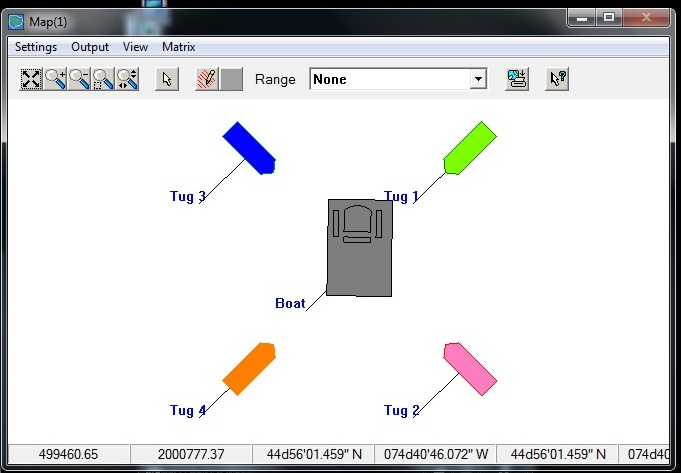 Map(1)
Settings Output View Matrix
Range None
Tug 3 Tug 1
Boat
Tug 4 Tug 2
499460.65 2000777.37 44d56'01.459" N 074d40'46.072" W 44d56'01.459" N 074d40